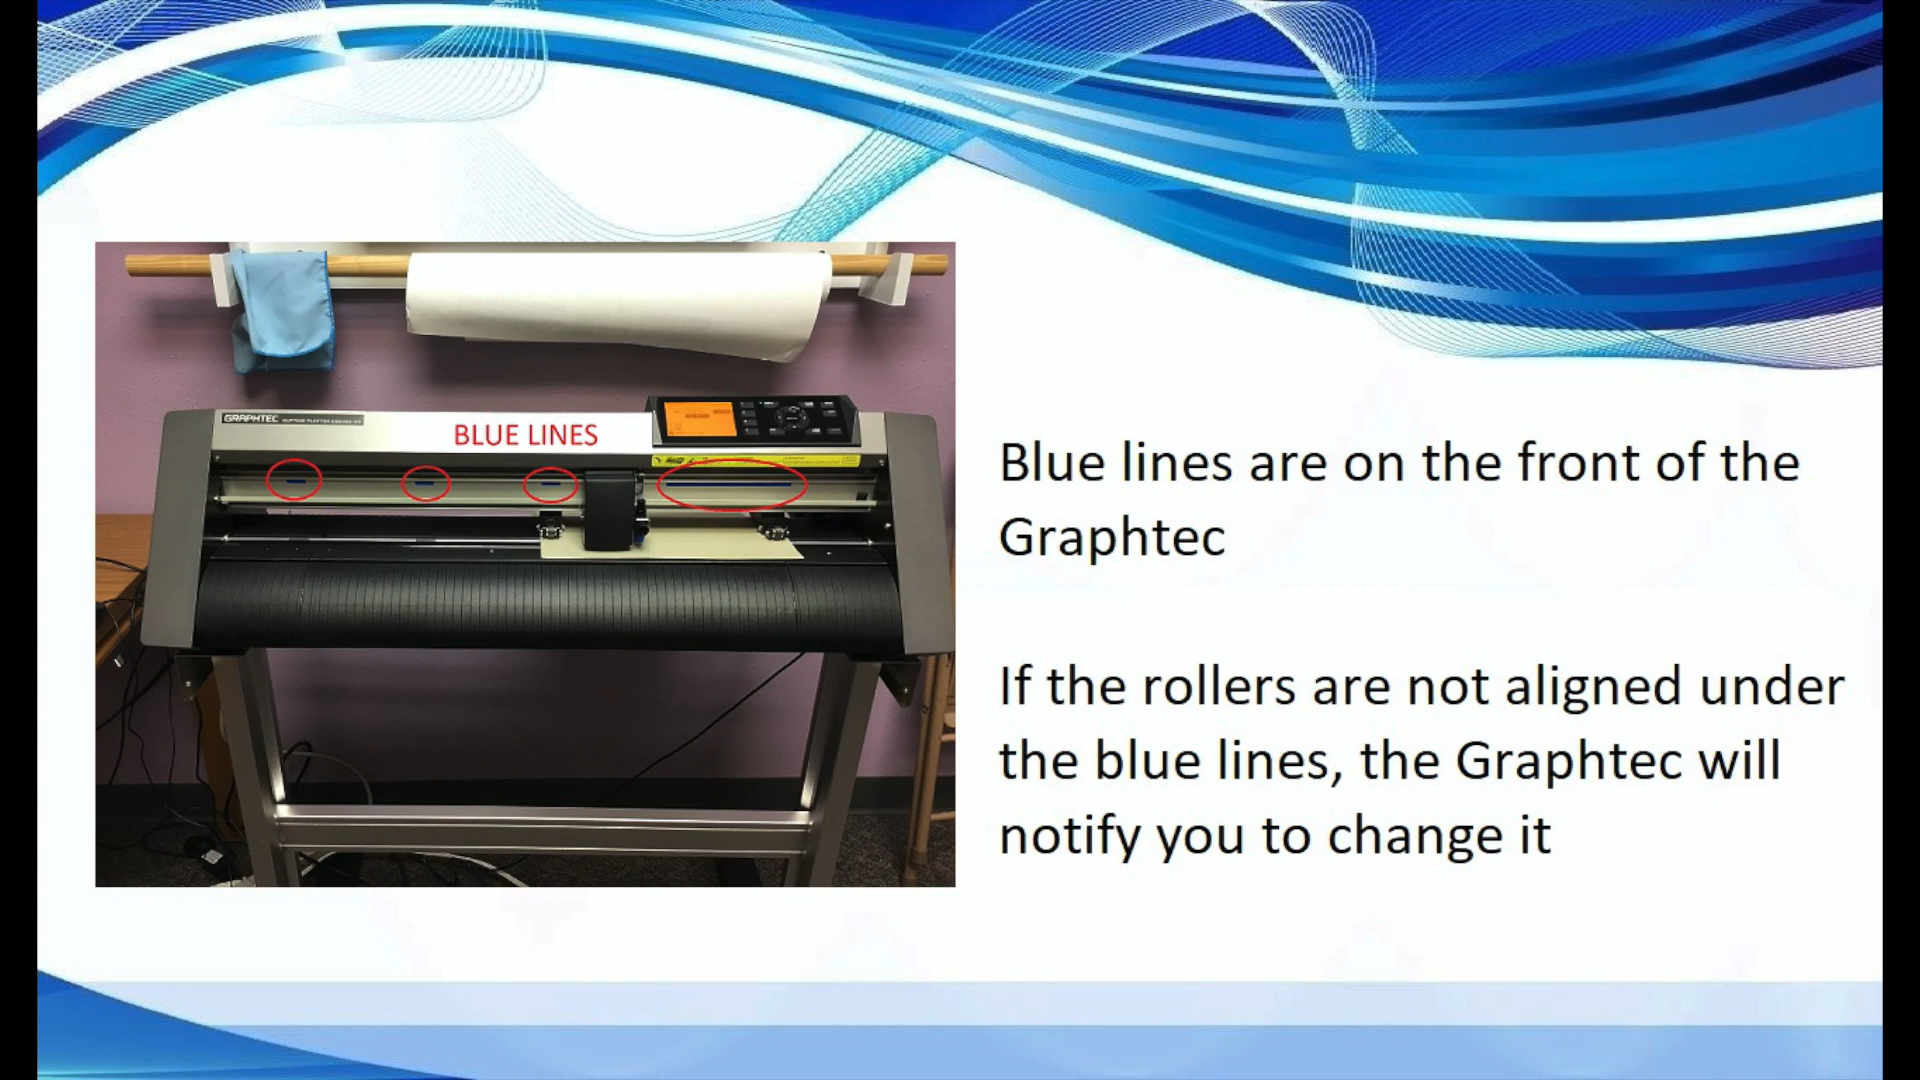 GRAPHTEC
BLUE LINES
Blue lines are on the front of the
Graphtec
If the rollers are not aligned under
the blue lines, the Graphtec will
notify you to change it